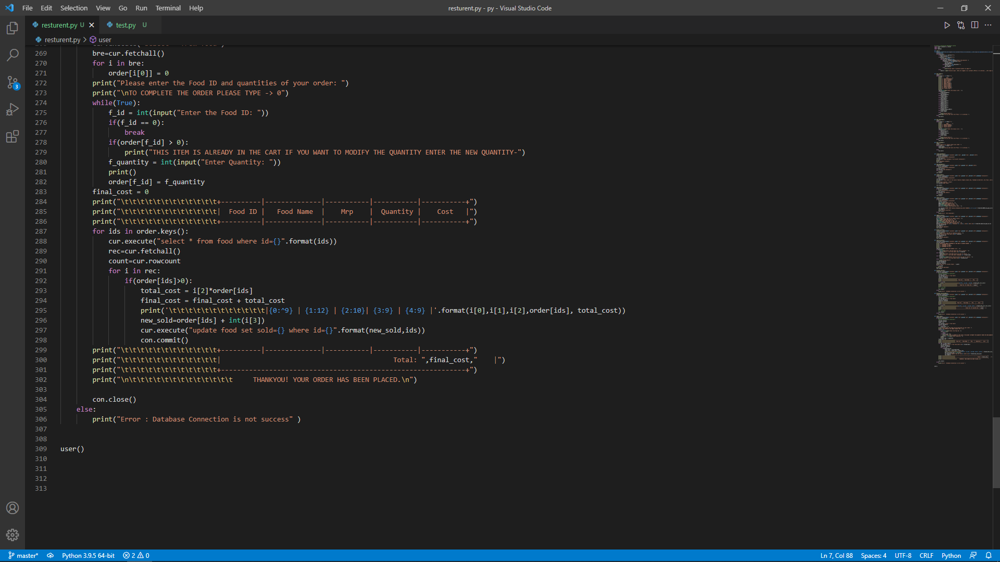 File Edit Selection View Go Run Terminal Help
resturent.py - py - Visual Studio Code
resturent.py U
test.py U
resturent.py > user
269 bre=cur.fetchall()
270 for i in bre:
271 order[i[0]] = 0
272 print("Please enter the Food ID and quantities of your order: ")
273 print("\nTO COMPLETE THE ORDER PLEASE TYPE -> 0")
274 while(True):
275 f_id = int(input("Enter the Food ID: "))
276 if(f_id == 0):
277 break
278 if(order[f_id] > 0):
279 print("THIS ITEM IS ALREADY IN THE CART IF YOU WANT TO MODIFY THE QUANTITY ENTER THE NEW QUANTITY-")
280 f_quantity = int(input("Enter Quantity: "))
281 print()
282 order[f_id] = f_quantity
283 final_cost = 0
284 print("\t\t\t\t\t\t\t\t\t\t\t\t+----------|--------------|-----------|-----------|-----------+")
285 print("\t\t\t\t\t\t\t\t\t\t\t\t|  Food ID |   Food Name  |    Mrp    |  Quantity |    Cost   |")
286 print("\t\t\t\t\t\t\t\t\t\t\t\t+----------|--------------|-----------|-----------|-----------+")
287 for ids in order.keys():
288 cur.execute("select * from food where id={}".format(ids))
289 rec=cur.fetchall()
290 count=cur.rowcount
291 for i in rec:
292 if(order[ids]>0):
293 total_cost = i[2]*order[ids]
294 final_cost = final_cost + total_cost
295 print('\t\t\t\t\t\t\t\t\t\t\t\t|{0:^9} | {1:12} | {2:10}| {3:9} | {4:9} |'.format(i[0],i[1],i[2],order[ids], total_cost))
296 new_sold=order[ids] + int(i[3])
297 cur.execute("update food set sold={} where id={}".format(new_sold,ids))
298 con.commit()
299 print("\t\t\t\t\t\t\t\t\t\t\t\t+----------|--------------|-----------|-----------|-----------+")
300 print("\t\t\t\t\t\t\t\t\t\t\t\t|                                           Total: ",final_cost,"    |")
301 print("\t\t\t\t\t\t\t\t\t\t\t\t+-------------------------------------------------------------+")
302 print("\n\t\t\t\t\t\t\t\t\t\t\t\t\t     THANKYOU! YOUR ORDER HAS BEEN PLACED.\n")
303
304 con.close()
305 else:
306 print("Error : Database Connection is not success" )
307
308
309 user()
310
311
312
313
3
master* Python 3.9.5 64-bit 2 0 Ln 7, Col 88 Spaces: 4 UTF-8 CRLF Python